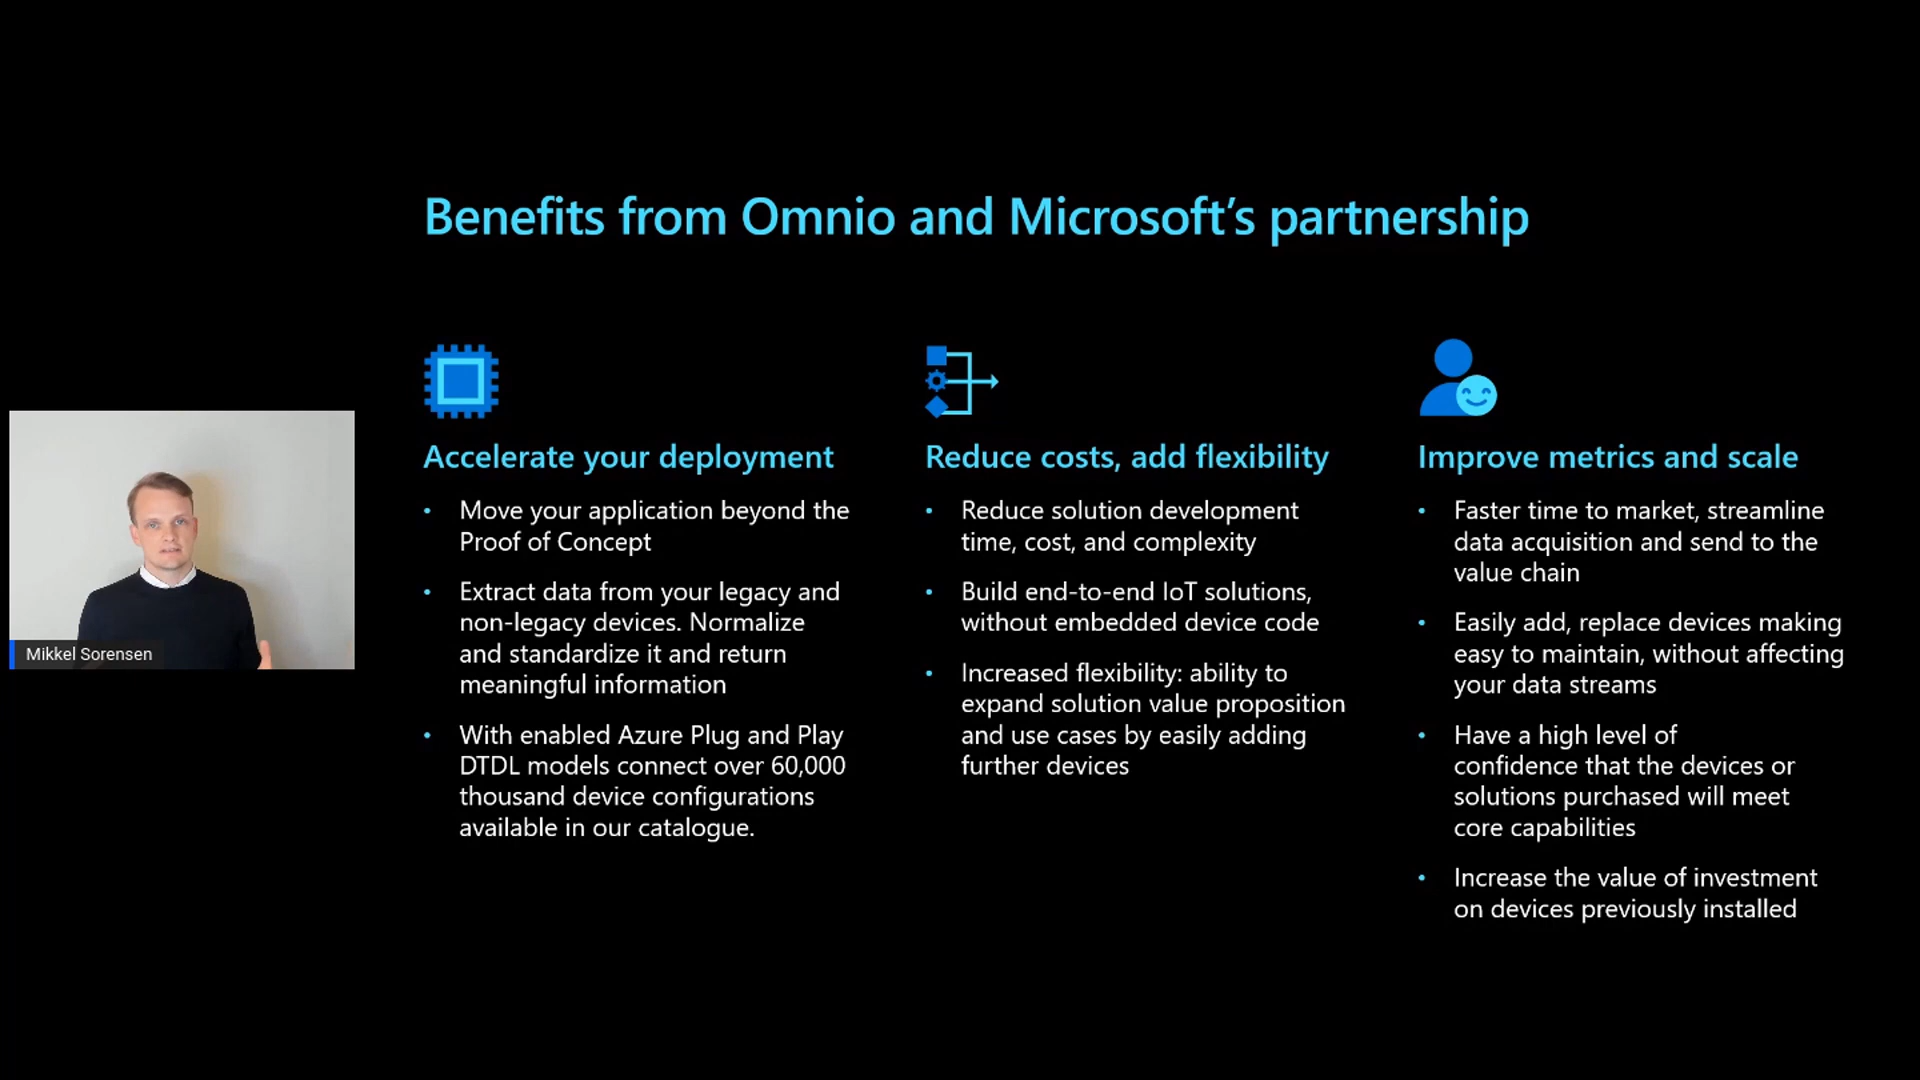 Benefits from Omnio and Microsoft’s partnership
Accelerate your deployment
• Move your application beyond the
Proof of Concept
• Extract data from your legacy and
non-legacy devices. Normalize
and standardize it and return
meaningful information
• With enabled Azure Plug and Play
DTDL models connect over 60,000
thousand device configurations
available in our catalogue.
Reduce costs, add flexibility
• Reduce solution development
time, cost, and complexity
• Build end-to-end IoT solutions,
without embedded device code
• Increased flexibility: ability to
expand solution value proposition
and use cases by easily adding
further devices
Improve metrics and scale
• Faster time to market, streamline
data acquisition and send to the
value chain
• Easily add, replace devices making
easy to maintain, without affecting
your data streams
• Have a high level of
confidence that the devices or
solutions purchased will meet
core capabilities
• Increase the value of investment
on devices previously installed
Mikkel Sorensen